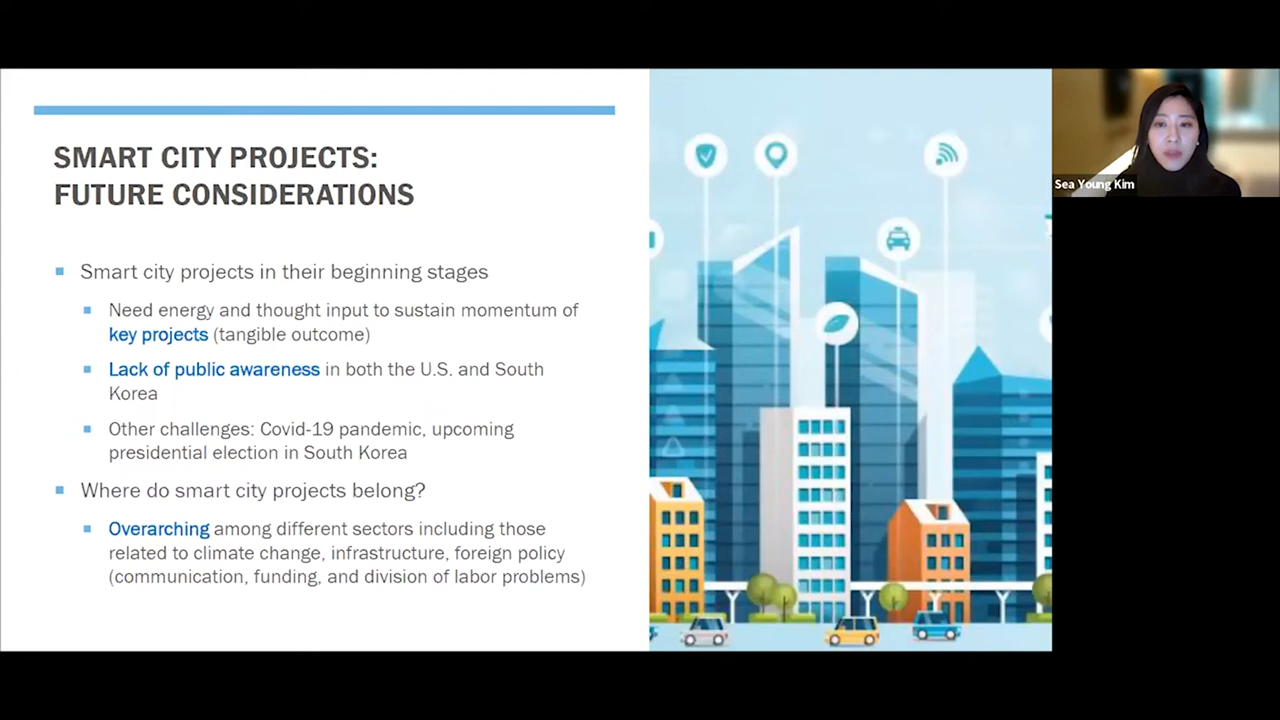 SMART CITY PROJECTS:
FUTURE CONSIDERATIONS
Smart city projects in their beginning stages
Need energy and thought input to sustain momentum of
key projects (tangible outcome)
Lack of public awareness in both the U.S. and South
Korea
Other challenges: Covid-19 pandemic, upcoming
presidential election in South Korea
Where do smart city projects belong?
Overarching among different sectors including those
related to climate change, infrastructure, foreign policy
(communication, funding, and division of labor problems)
Sea Young Kim